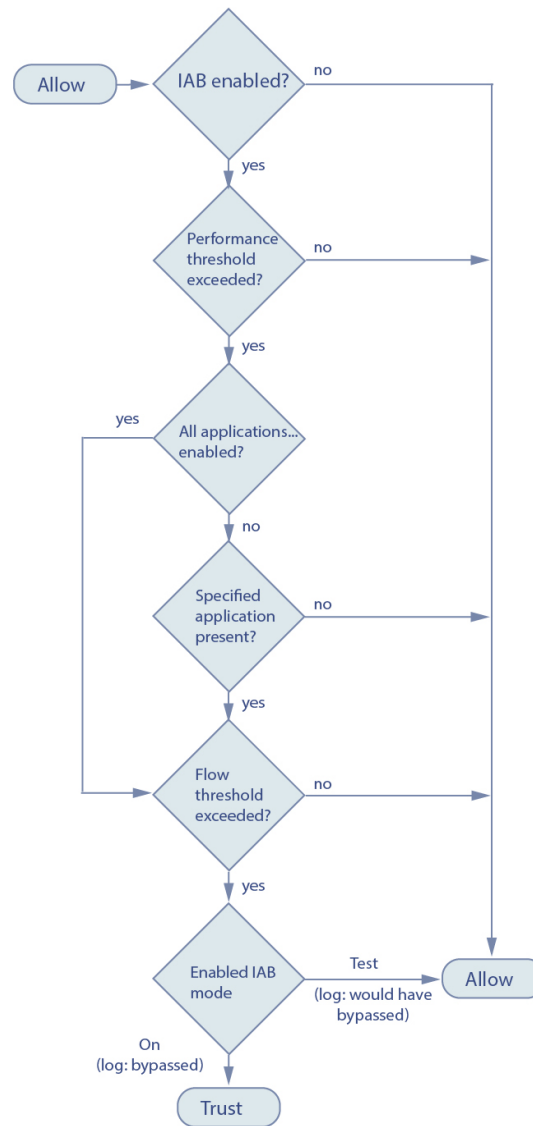 Allow
IAB enabled?
no
yes
Performance
threshold
exceeded?
no
yes
yes
All applications...
enabled?
no
Specified
application
present?
no
yes
Flow
threshold
exceeded?
no
yes
Enabled IAB
mode
Test
(log: would have
bypassed)
Allow
On
(log: bypassed)
Trust